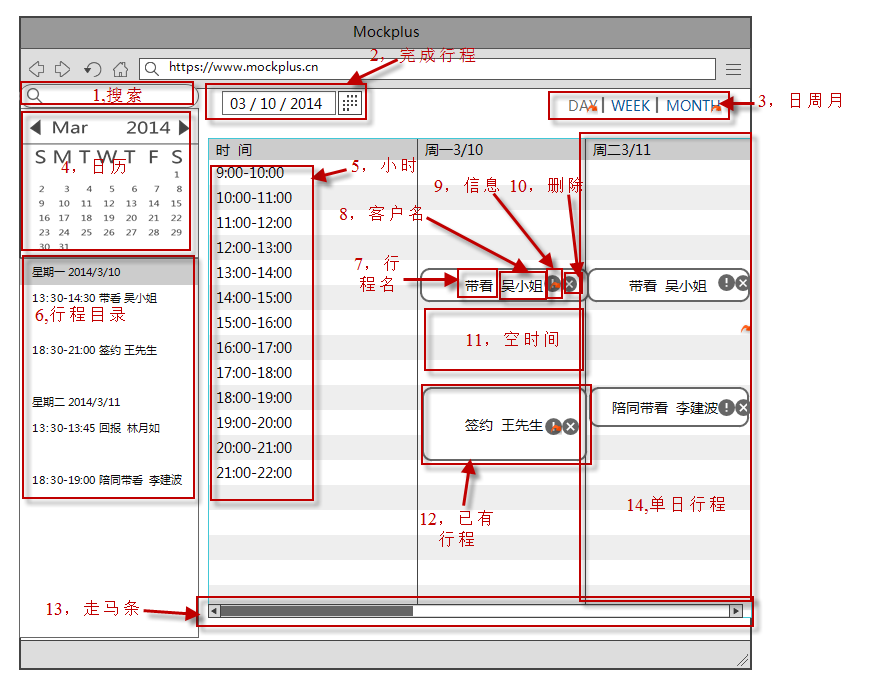 Mockplus
2，完成行程
https://www.mockplus.cn
1,搜索
03 / 10 / 2014
DAY | WEEK | MONTH
3，日周月
Mar 2014
S M T W T F S
4，日历
1
2 3 4 5 6 7 8
9 10 11 12 13 14 15
16 17 18 19 20 21 22
23 24 25 26 27 28 29
30 31
时 间
周一3/10
周二3/11
9:00-10:00
5，小时
10:00-11:00
9，信息 10，删除
11:00-12:00
8，客户名
12:00-13:00
星期一 2014/3/10
13:00-14:00
7，行
程名
带看 吴小姐
带看 吴小姐
13:30-14:30 带看 吴小姐
14:00-15:00
6,行程目录
15:00-16:00
11，空时间
16:00-17:00
18:30-21:00 签约 王先生
17:00-18:00
星期二 2014/3/11
18:00-19:00
陪同带看 李建波
13:30-13:45 回报 林月如
19:00-20:00
签约 王先生
20:00-21:00
18:30-19:00 陪同带看 李建波
21:00-22:00
14,单日行程
12，已有
行程
13，走马条